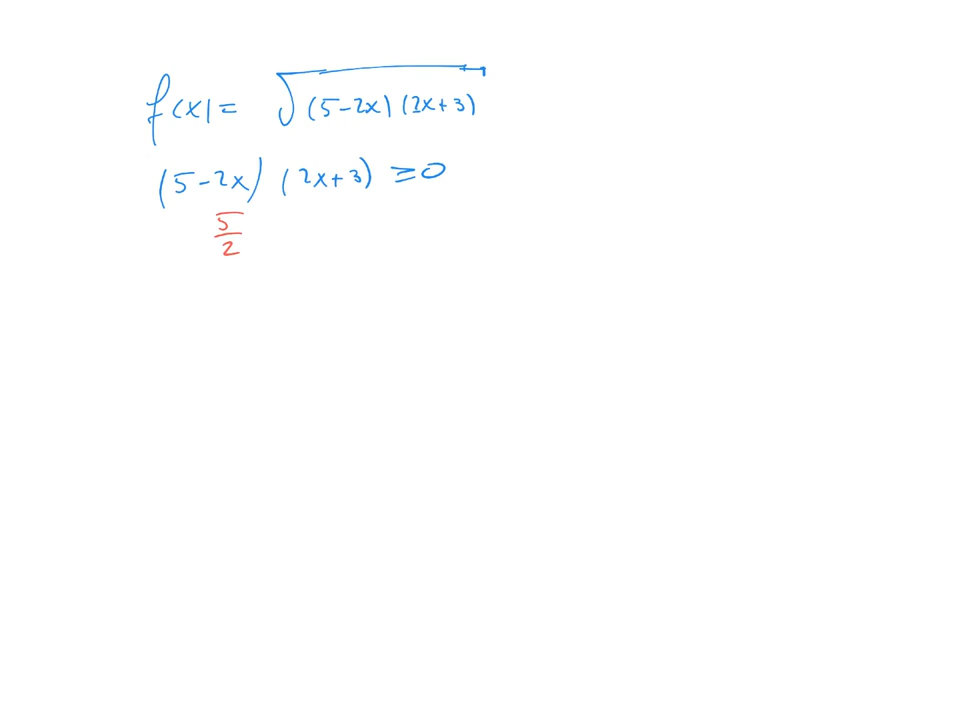 f(x)= √(5-2x)(2x+3)
(5-2x) (2x+3) ≥0
5/2